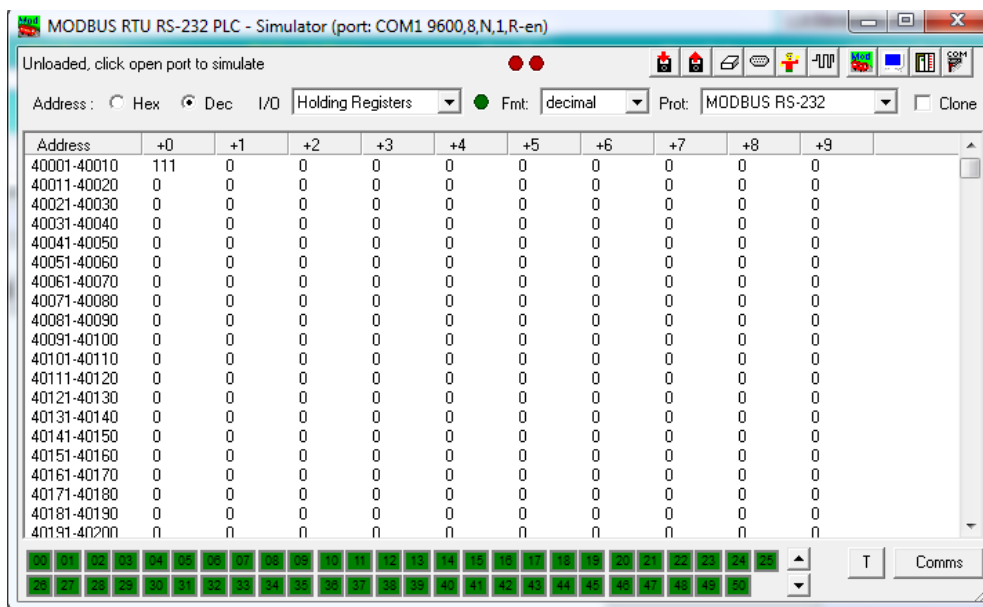 MODBUS RTU RS-232 PLC - Simulator (port: COM1 9600,8,N,1,R-en)
Unloaded, click open port to simulate
Address : Hex Dec I/O Holding Registers Fmt: decimal Prot: MODBUS RS-232 Clone
Address +0 +1 +2 +3 +4 +5 +6 +7 +8 +9
40001-40010 111 0 0 0 0 0 0 0 0 0
40011-40020 0 0 0 0 0 0 0 0 0 0
40021-40030 0 0 0 0 0 0 0 0 0 0
40031-40040 0 0 0 0 0 0 0 0 0 0
40041-40050 0 0 0 0 0 0 0 0 0 0
40051-40060 0 0 0 0 0 0 0 0 0 0
40061-40070 0 0 0 0 0 0 0 0 0 0
40071-40080 0 0 0 0 0 0 0 0 0 0
40081-40090 0 0 0 0 0 0 0 0 0 0
40091-40100 0 0 0 0 0 0 0 0 0 0
40101-40110 0 0 0 0 0 0 0 0 0 0
40111-40120 0 0 0 0 0 0 0 0 0 0
40121-40130 0 0 0 0 0 0 0 0 0 0
40131-40140 0 0 0 0 0 0 0 0 0 0
40141-40150 0 0 0 0 0 0 0 0 0 0
40151-40160 0 0 0 0 0 0 0 0 0 0
40161-40170 0 0 0 0 0 0 0 0 0 0
40171-40180 0 0 0 0 0 0 0 0 0 0
40181-40190 0 0 0 0 0 0 0 0 0 0
40191-40200 0 0 0 0 0 0 0 0 0 0
00 01 02 03 04 05 06 07 08 09 10 11 12 13 14 15 16 17 18 19 20 21 22 23 24 25 T Comms
26 27 28 29 30 31 32 33 34 35 36 37 38 39 40 41 42 43 44 45 46 47 48 49 50